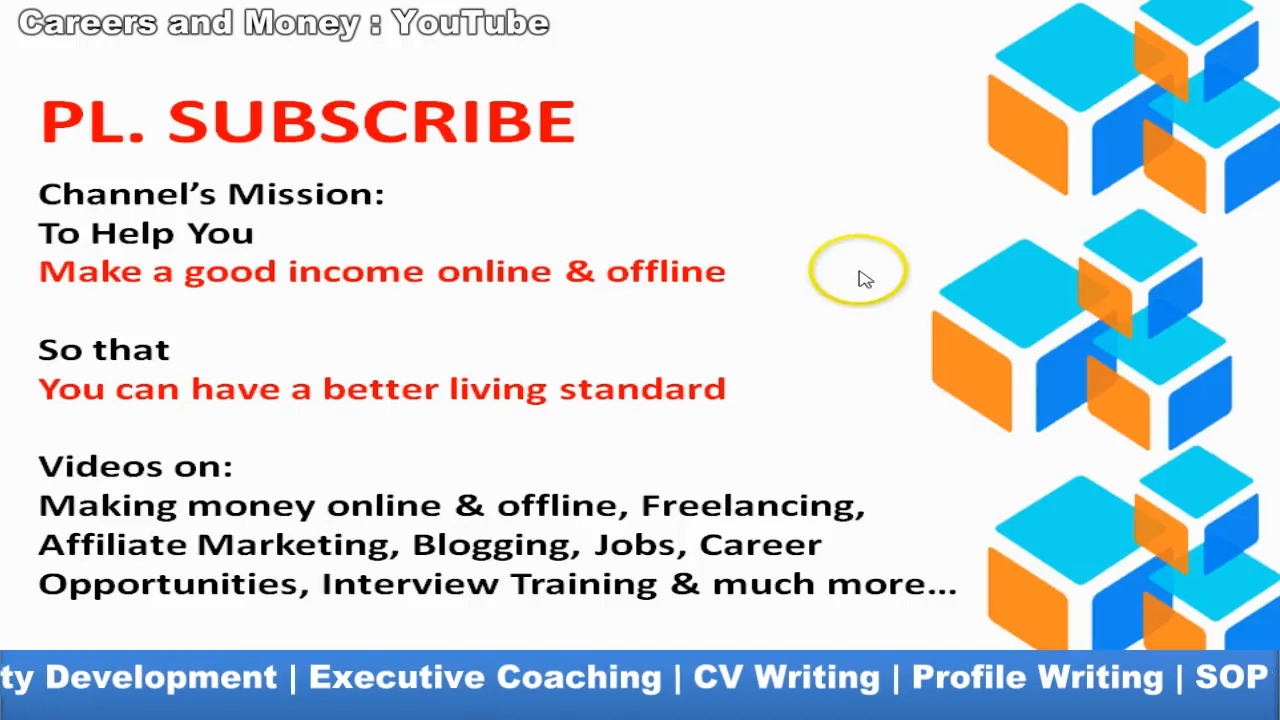 Careers and Money : YouTube
PL. SUBSCRIBE
Channel’s Mission:
To Help You
Make a good income online & offline
So that
You can have a better living standard
Videos on:
Making money online & offline, Freelancing,
Affiliate Marketing, Blogging, Jobs, Career
Opportunities, Interview Training & much more...
ty Development | Executive Coaching | CV Writing | Profile Writing | SOP